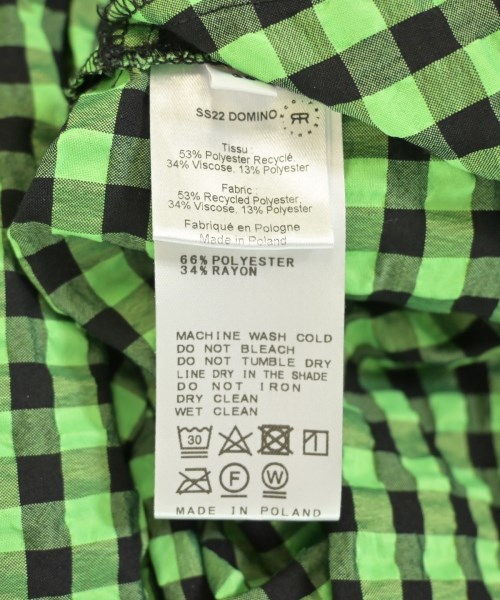 SS22 DOMINO
RR
Tissu :
53% Polyester Recyclé,
34% Viscose, 13% Polyester
Fabric :
53% Recycled Polyester,
34% Viscose, 13% Polyester
Fabriqué en Pologne
Made in Poland
66% POLYESTER
34% RAYON
MACHINE WASH COLD
DO NOT BLEACH
DO NOT TUMBLE DRY
LINE DRY IN THE SHADE
DO NOT IRON
DRY CLEAN
WET CLEAN
30
F W
MADE IN POLAND